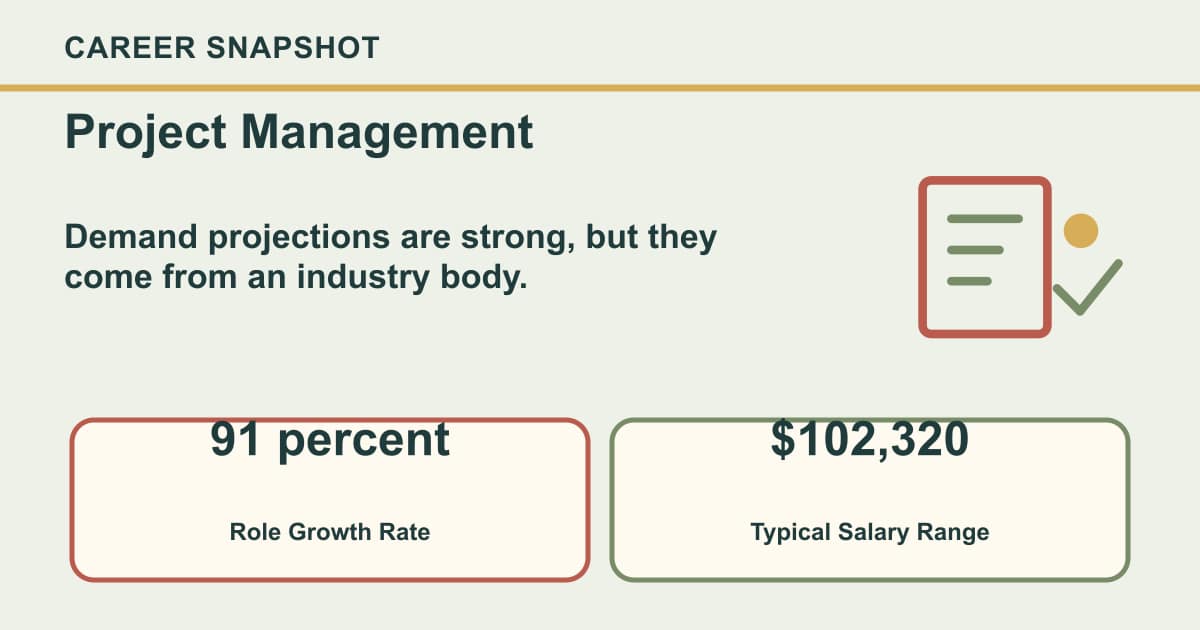 CAREER SNAPSHOT
Project Management
Demand projections are strong, but they
come from an industry body.
91 percent
Role Growth Rate
$102,320
Typical Salary Range